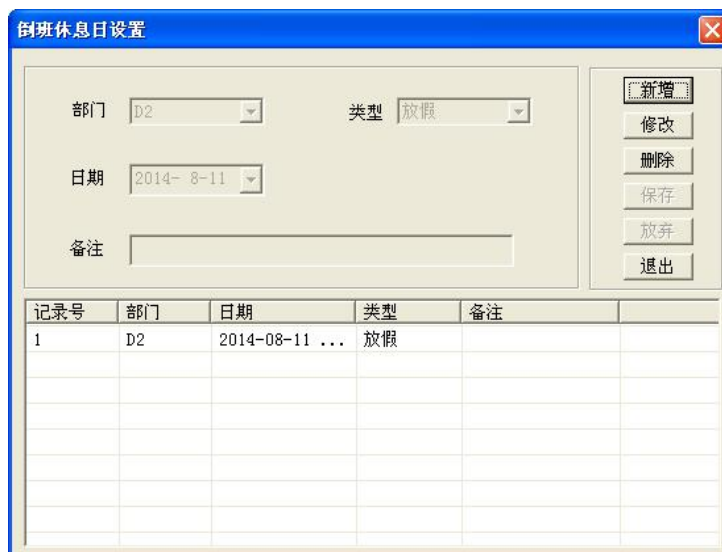 倒班休息日设置
部门 D2 类型 放假
日期 2014- 8-11
备注
新增
修改
删除
保存
放弃
退出
记录号 部门 日期 类型 备注
1 D2 2014-08-11 ... 放假